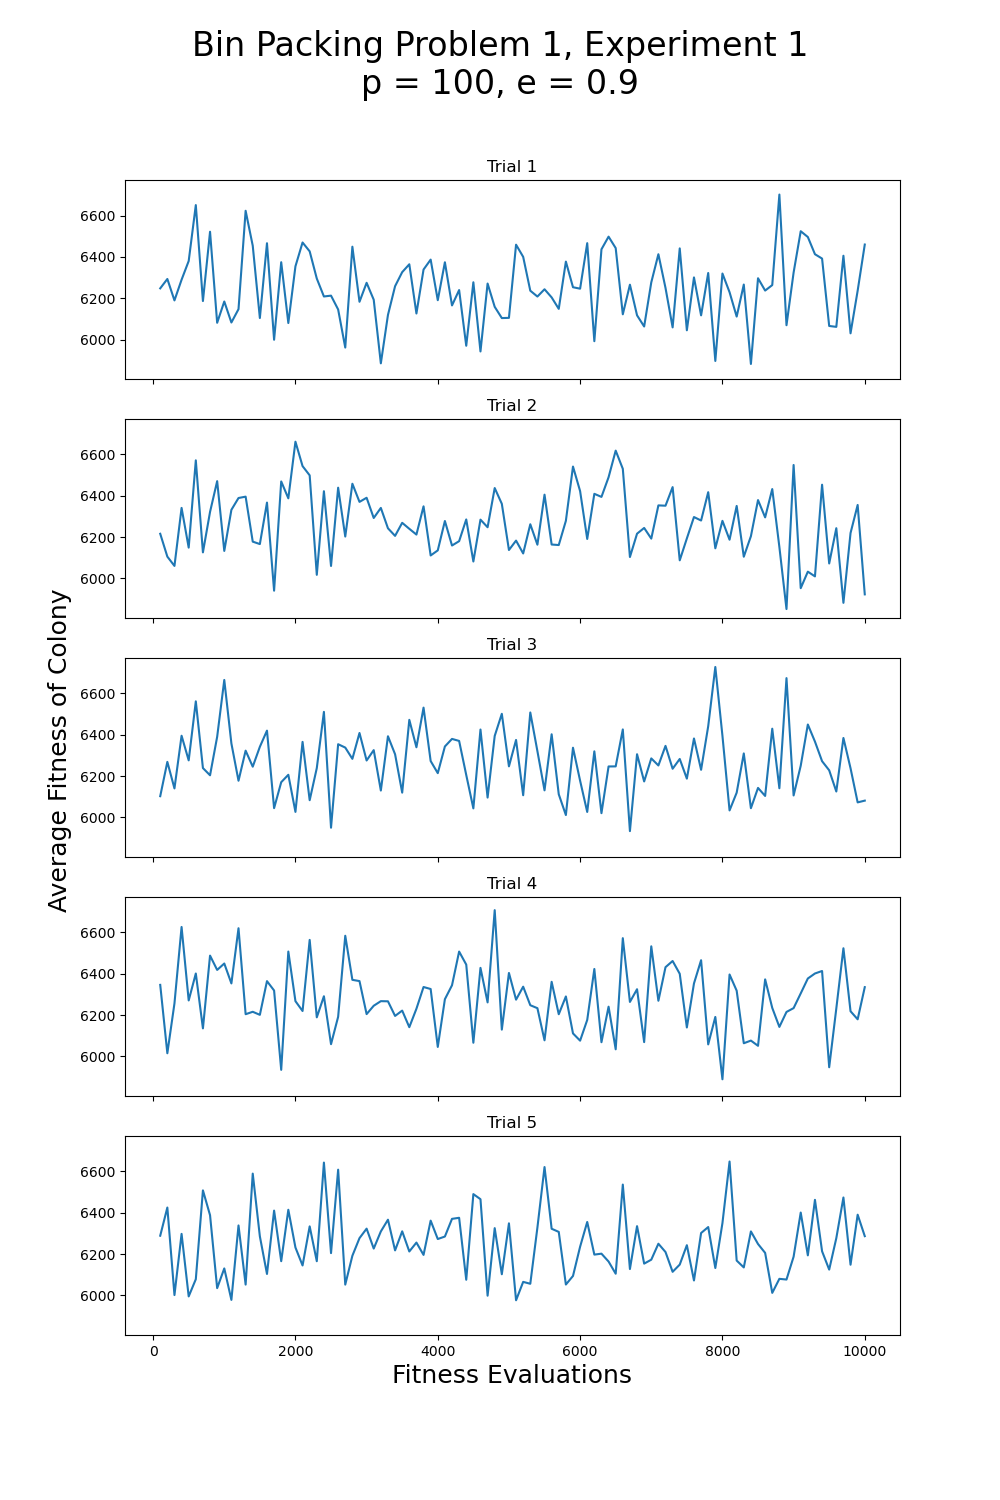 Bin Packing Problem 1, Experiment 1
p = 100, e = 0.9
Trial 1
6600
6400
6200
6000
Trial 2
6600
6400
6200
6000
Average Fitness of Colony
Trial 3
6600
6400
6200
6000
Trial 4
6600
6400
6200
6000
Trial 5
6600
6400
6200
6000
0 2000 4000 6000 8000 10000
Fitness Evaluations